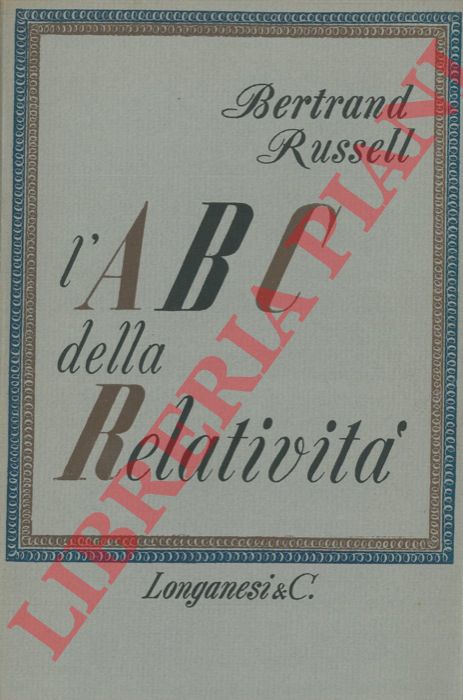 Bertrand
Russell
l'ABC
della
Relatività
Longanesi & C.
LIBRERIA PIANI